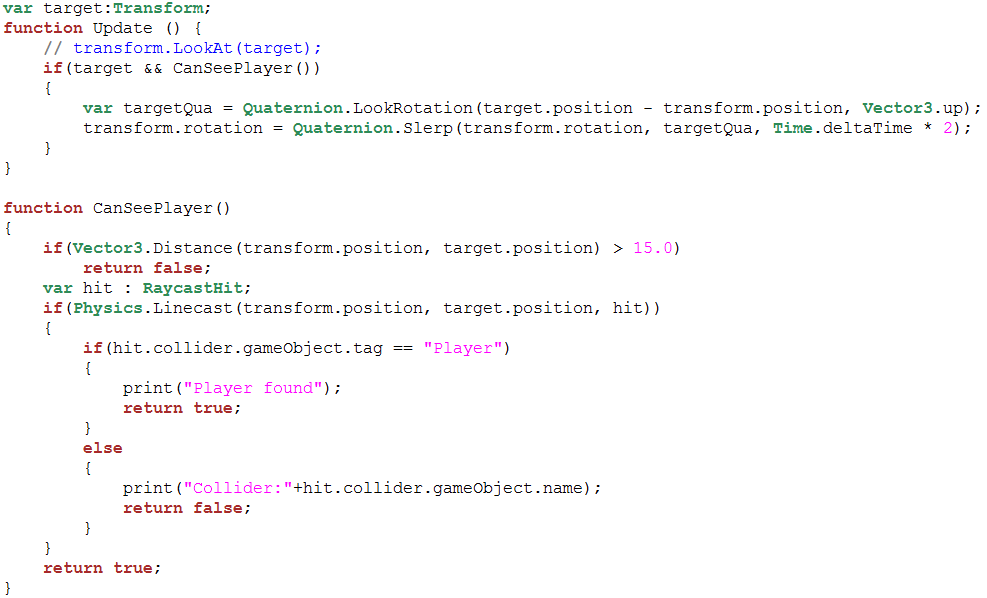 var target:Transform;
function Update () {
    // transform.LookAt(target);
    if(target && CanSeePlayer())
    {
        var targetQua = Quaternion.LookRotation(target.position - transform.position, Vector3.up);
        transform.rotation = Quaternion.Slerp(transform.rotation, targetQua, Time.deltaTime * 2);
    }
}

function CanSeePlayer()
{
    if(Vector3.Distance(transform.position, target.position) > 15.0)
        return false;
    var hit : RaycastHit;
    if(Physics.Linecast(transform.position, target.position, hit))
    {
        if(hit.collider.gameObject.tag == "Player")
        {
            print("Player found");
            return true;
        }
        else
        {
            print("Collider:"+hit.collider.gameObject.name);
            return false;
        }
    }
    return true;
}